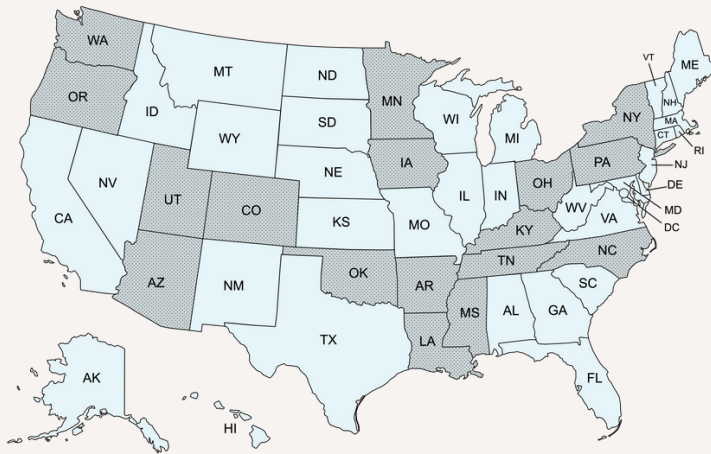 WA
MT
ND
MN
VT
ME
OR
ID
WY
SD
WI
MI
NY
NH
MA
CT
RI
NV
UT
CO
NE
IA
IL
IN
OH
PA
NJ
DE
MD
DC
CA
KS
MO
KY
WV
VA
AZ
NM
OK
AR
TN
NC
TX
LA
MS
AL
GA
SC
FL
AK
HI